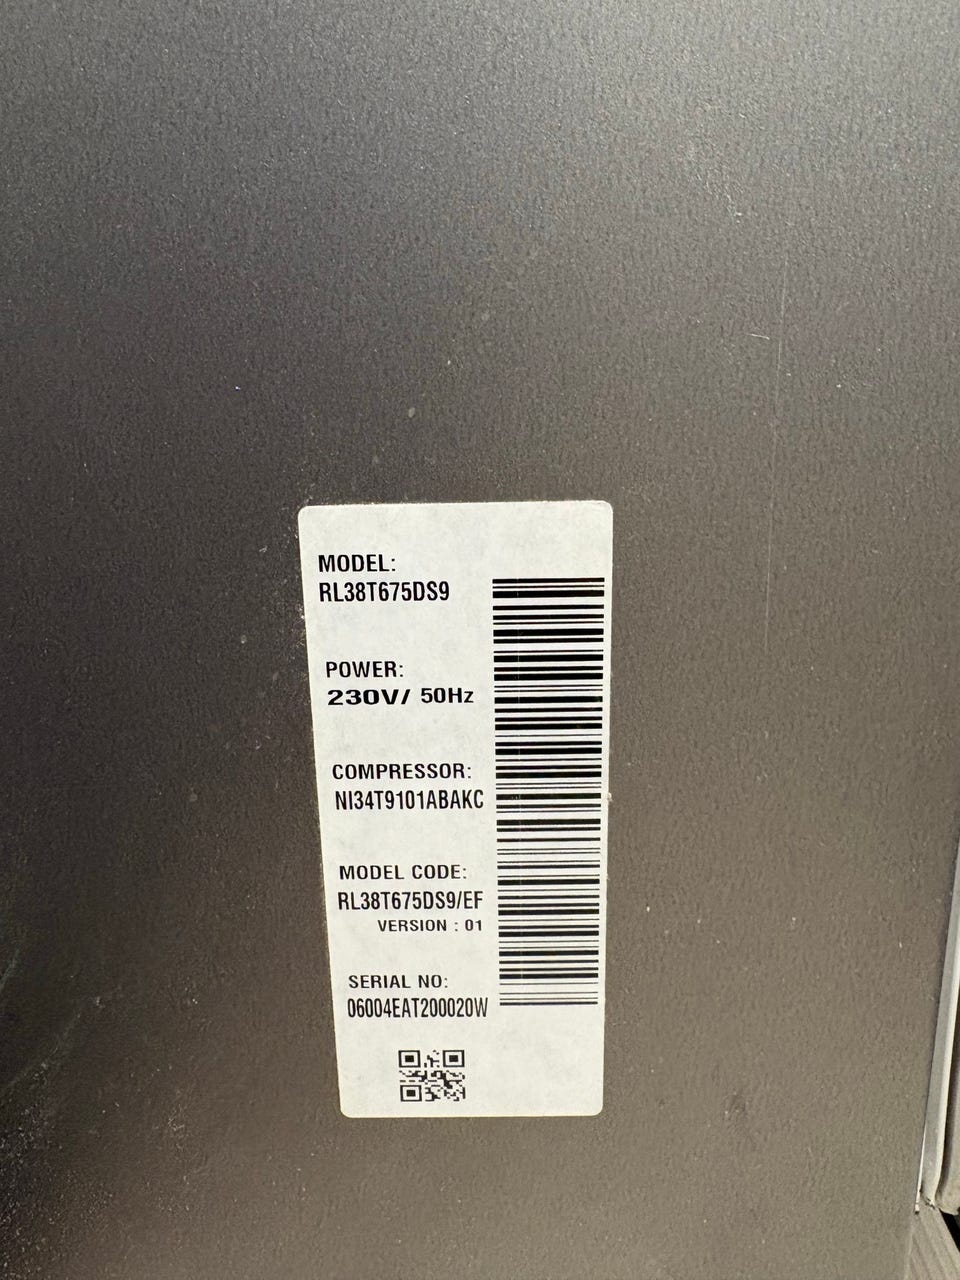 MODEL:
RL38T675DS9
POWER:
230V/ 50Hz
COMPRESSOR:
NI34T9101ABAKC
MODEL CODE:
RL38T675DS9/EF
VERSION : 01
SERIAL NO:
06004EAT200020W